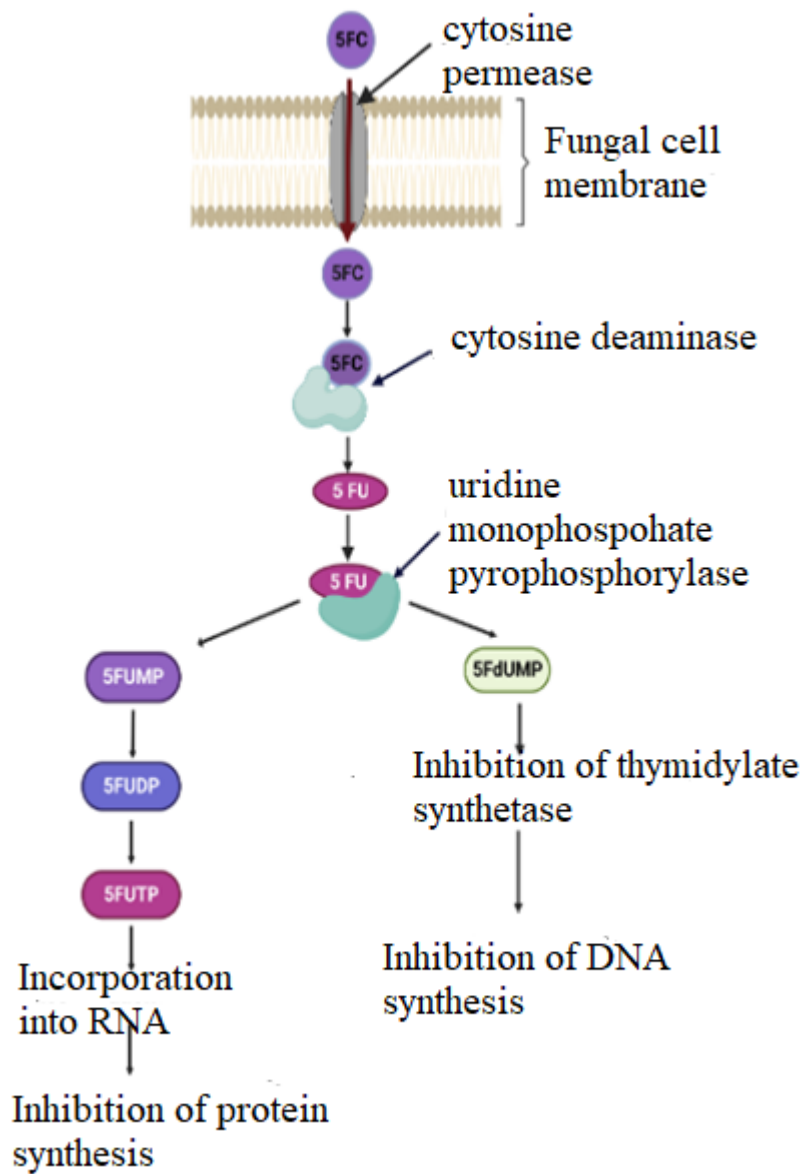 5FC
cytosine
permease
Fungal cell
membrane
5FC
5FC
cytosine deaminase
5 FU
uridine
monophospohate
pyrophosphorylase
5 FU
5FUMP
5FdUMP
5FUDP
Inhibition of thymidylate
synthetase
5FUTP
Incorporation
into RNA
Inhibition of DNA
synthesis
Inhibition of protein
synthesis